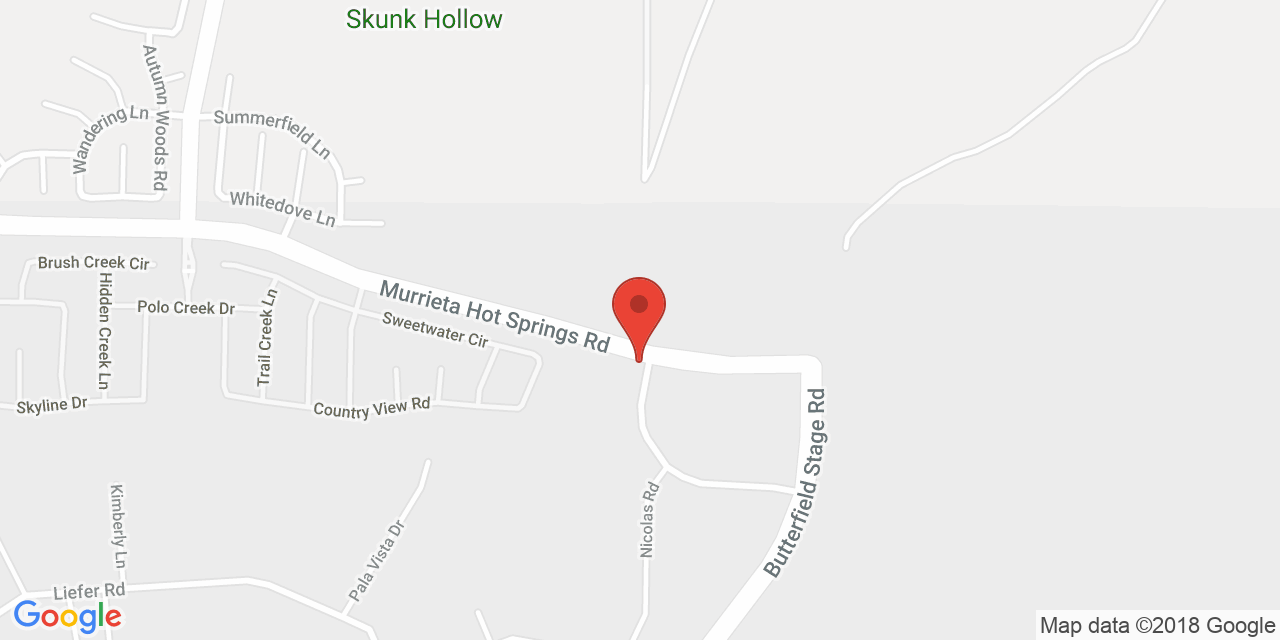 Skunk Hollow
Autumn Woods Rd
Wandering Ln
Summerfield Ln
Whitedove Ln
Brush Creek Cir
Hidden Creek Ln
Polo Creek Dr
Trail Creek Ln
Murrieta Hot Springs Rd
Sweetwater Cir
Skyline Dr
Country View Rd
Butterfield Stage Rd
Kimberly Ln
Pala Vista Dr
Nicolas Rd
Liefer Rd
Google
Map data ©2018 Google